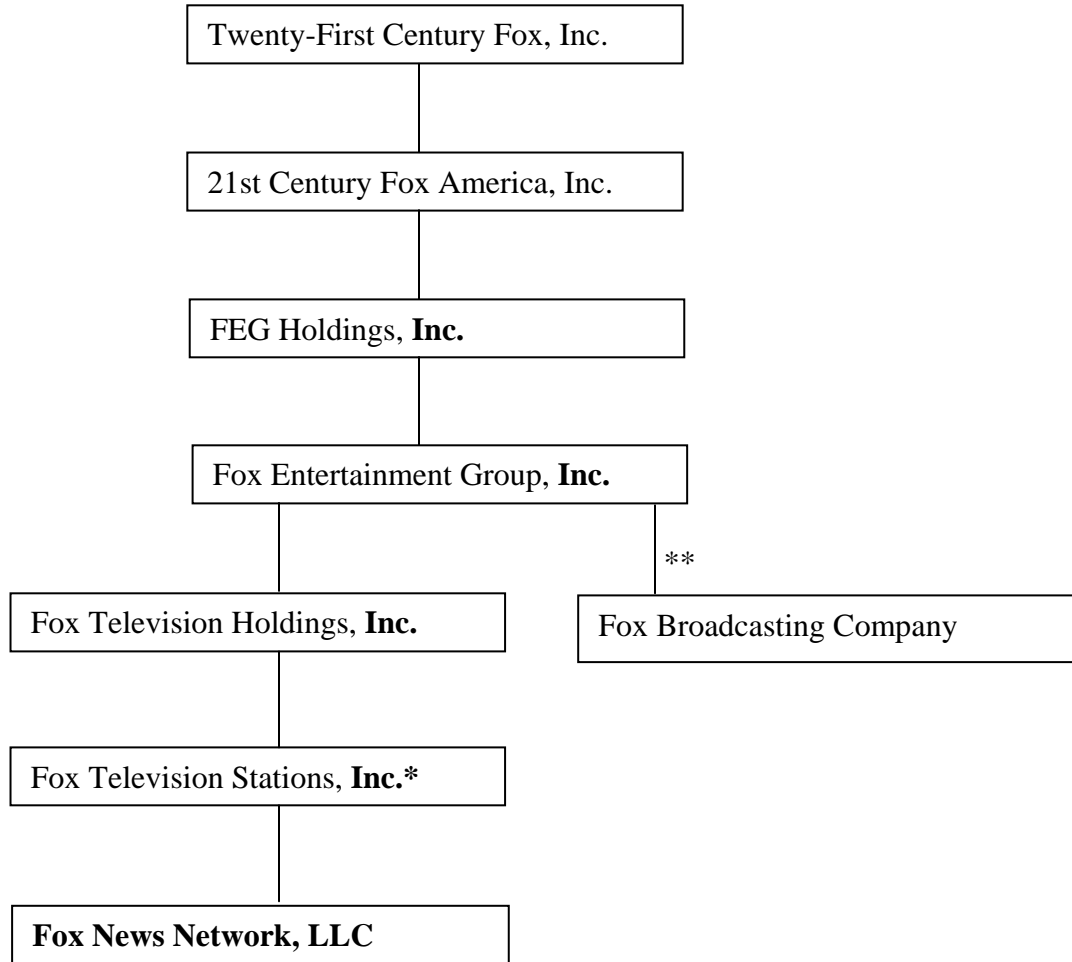 Twenty-First Century Fox, Inc.
21st Century Fox America, Inc.
FEG Holdings, Inc.
Fox Entertainment Group, Inc.
**
Fox Television Holdings, Inc.
Fox Broadcasting Company
Fox Television Stations, Inc.*
Fox News Network, LLC